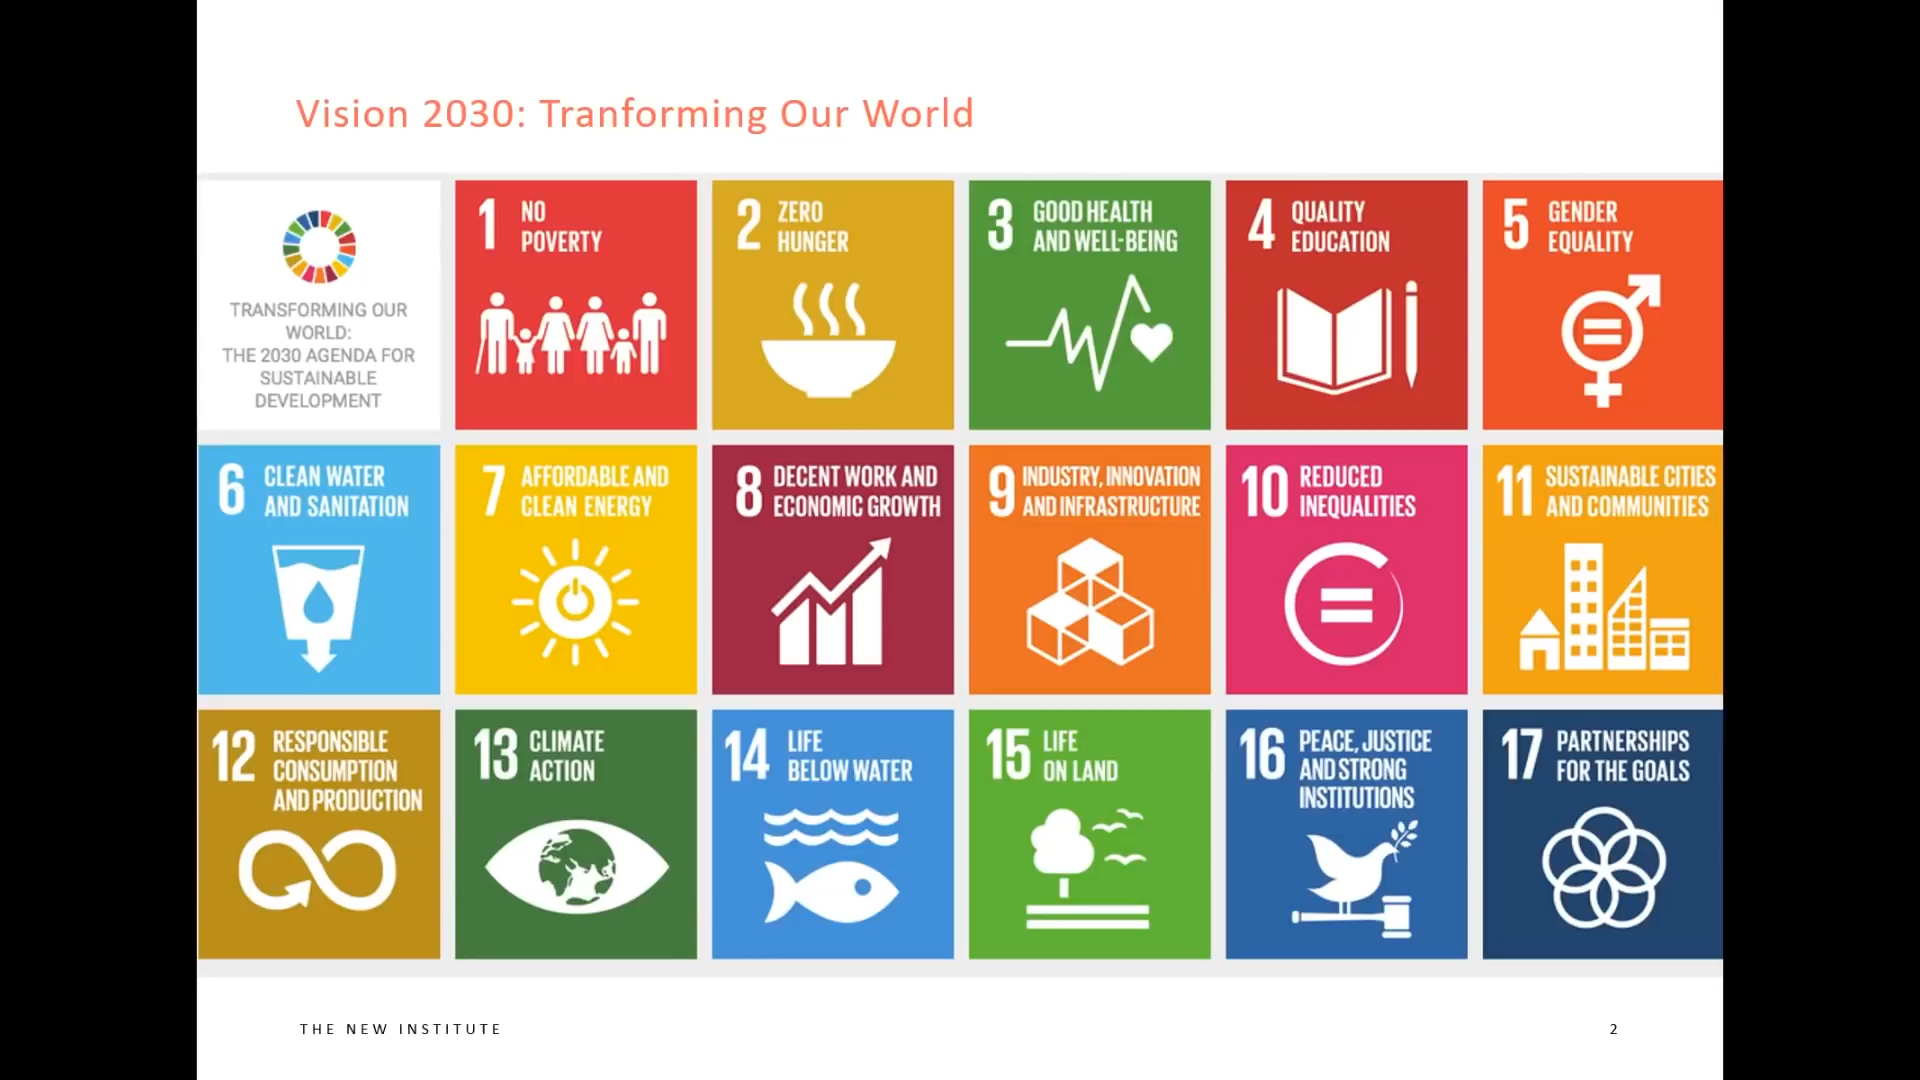 Vision 2030: Tranforming Our World
TRANSFORMING OUR
WORLD:
THE 2030 AGENDA FOR
SUSTAINABLE
DEVELOPMENT
1 NO
POVERTY
2 ZERO
HUNGER
3 GOOD HEALTH
AND WELL-BEING
4 QUALITY
EDUCATION
5 GENDER
EQUALITY
6 CLEAN WATER
AND SANITATION
7 AFFORDABLE AND
CLEAN ENERGY
8 DECENT WORK AND
ECONOMIC GROWTH
9 INDUSTRY, INNOVATION
AND INFRASTRUCTURE
10 REDUCED
INEQUALITIES
11 SUSTAINABLE CITIES
AND COMMUNITIES
12 RESPONSIBLE
CONSUMPTION
AND PRODUCTION
13 CLIMATE
ACTION
14 LIFE
BELOW WATER
15 LIFE
ON LAND
16 PEACE, JUSTICE
AND STRONG
INSTITUTIONS
17 PARTNERSHIPS
FOR THE GOALS
THE NEW INSTITUTE
2